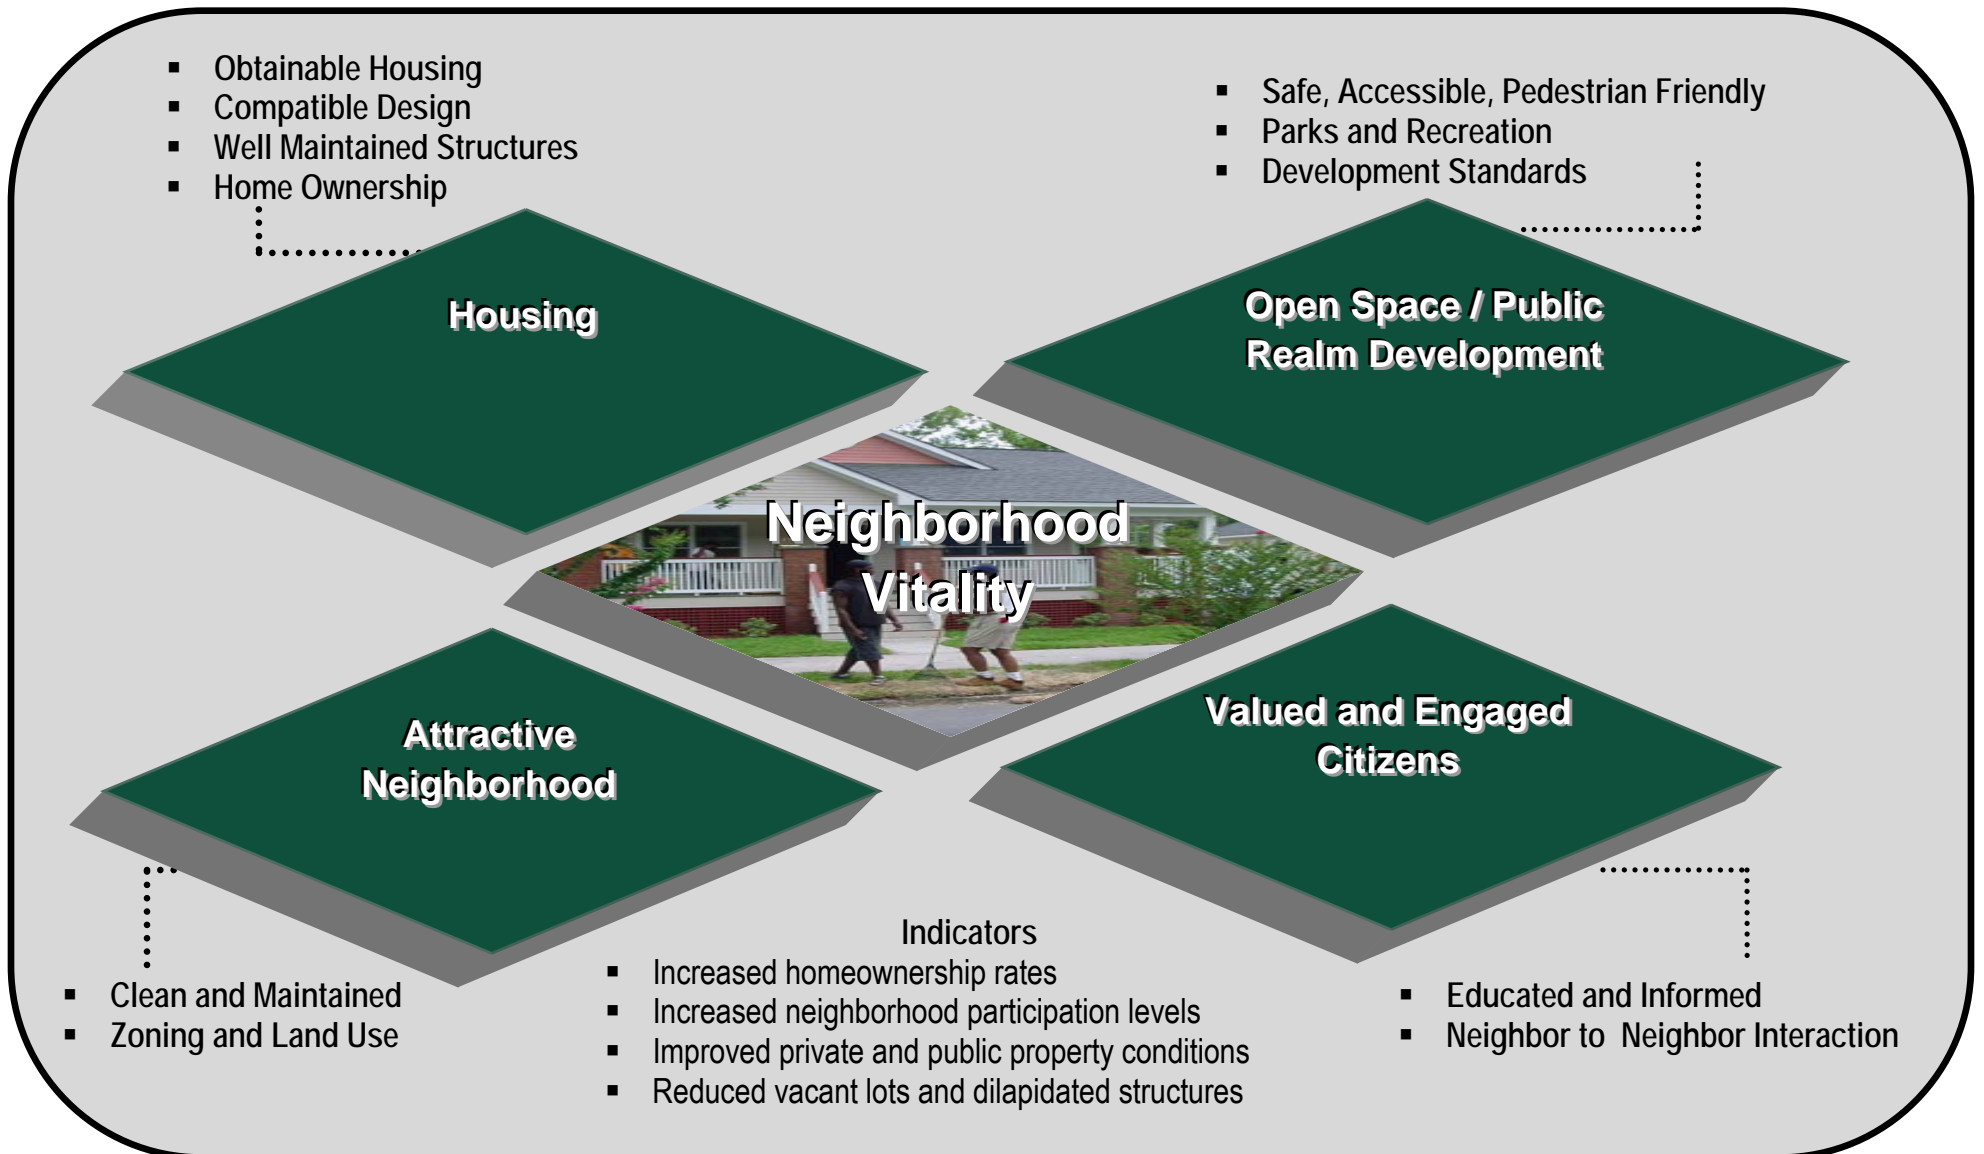 Obtainable Housing
Compatible Design
Well Maintained Structures
Home Ownership
Safe, Accessible, Pedestrian Friendly
Parks and Recreation
Development Standards
Housing
Open Space / Public
Realm Development
Neighborhood
Vitality
Attractive
Neighborhood
Valued and Engaged
Citizens
Clean and Maintained
Zoning and Land Use
Indicators
Increased homeownership rates
Increased neighborhood participation levels
Improved private and public property conditions
Reduced vacant lots and dilapidated structures
Educated and Informed
Neighbor to  Neighbor Interaction